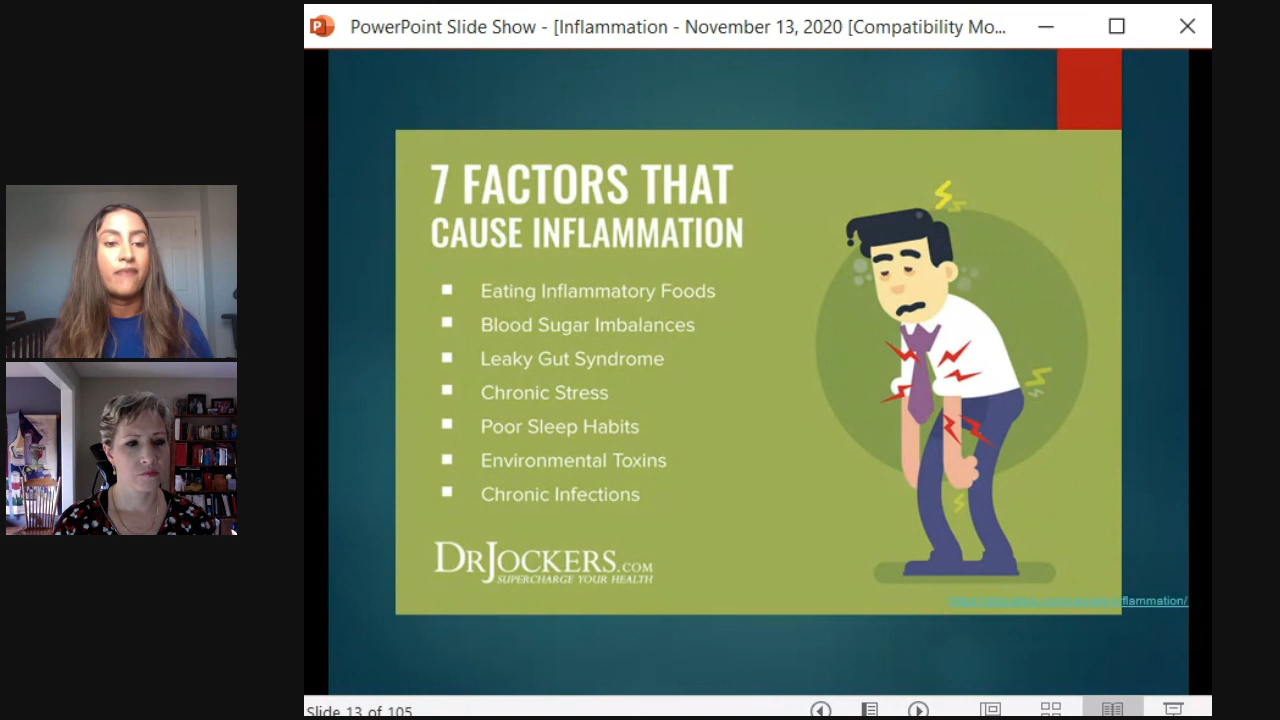 PowerPoint Slide Show - [Inflammation - November 13, 2020 [Compatibility Mo...
7 FACTORS THAT
CAUSE INFLAMMATION
Eating Inflammatory Foods
Blood Sugar Imbalances
Leaky Gut Syndrome
Chronic Stress
Poor Sleep Habits
Environmental Toxins
Chronic Infections
DRJOCKERS.COM
SUPERCHARGE YOUR HEALTH
nflammation/
Slide 13 of 105